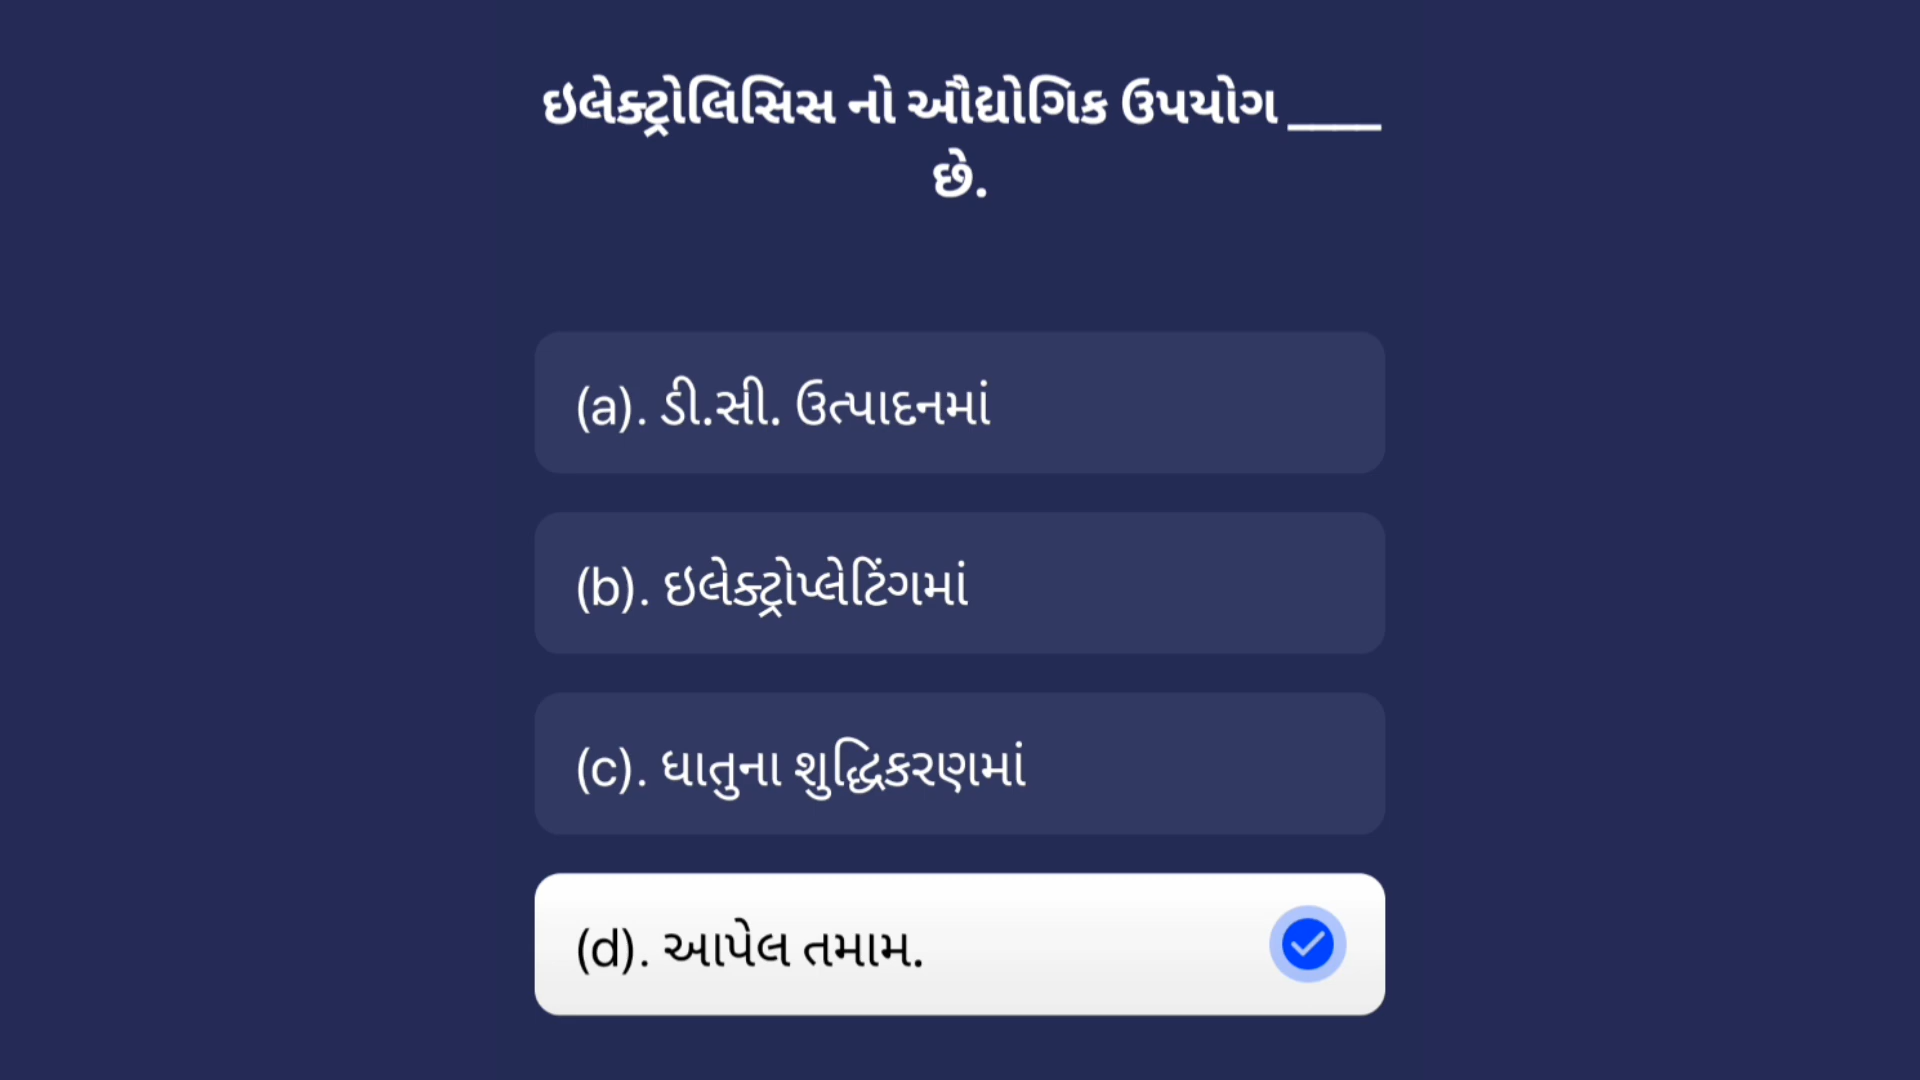 ઇલેક્ટ્રોલિસિસ નો ઔદ્યોગિક ઉપયોગ ____
છે.
(a). ડી.સી. ઉત્પાદનમાં
(b). ઇલેક્ટ્રોપ્લેટિંગમાં
(c). ધાતુના શુદ્ધિકરણમાં
(d). આપેલ તમામ.